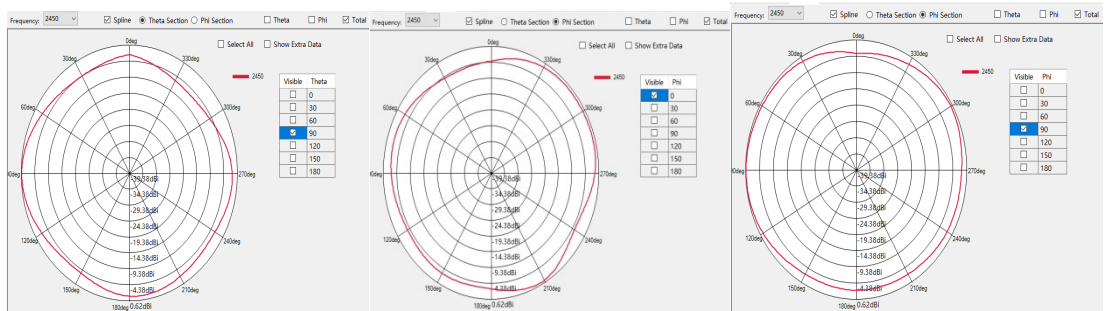 Frequency: 2450 Spline Theta Section Phi Section Theta Phi Total
Select All Show Extra Data
0deg
30deg 330deg
2450
Visible Theta
0
30
60
90
120
150
180
60deg 300deg
270deg
120deg 240deg
150deg 210deg
180deg
-39.38dBi
-34.38dBi
-29.38dBi
-24.38dBi
-19.38dBi
-14.38dBi
-9.38dBi
-4.38dBi
0.62dBi
Frequency: 2450 Spline Theta Section Phi Section Theta Phi Total
Select All Show Extra Data
0deg
30deg 330deg
2450
Visible Phi
0
30
60
90
120
150
180
60deg 300deg
270deg
120deg 240deg
150deg 210deg
180deg
-39.38dBi
-34.38dBi
-29.38dBi
-24.38dBi
-19.38dBi
-14.38dBi
-9.38dBi
-4.38dBi
0.62dBi
Frequency: 2450 Spline Theta Section Phi Section Theta Phi Total
Select All Show Extra Data
0deg
30deg 330deg
2450
Visible Phi
0
30
60
90
120
150
180
60deg 300deg
270deg
120deg 240deg
150deg 210deg
180deg
-39.38dBi
-34.38dBi
-29.38dBi
-24.38dBi
-19.38dBi
-14.38dBi
-9.38dBi
-4.38dBi
0.62dBi